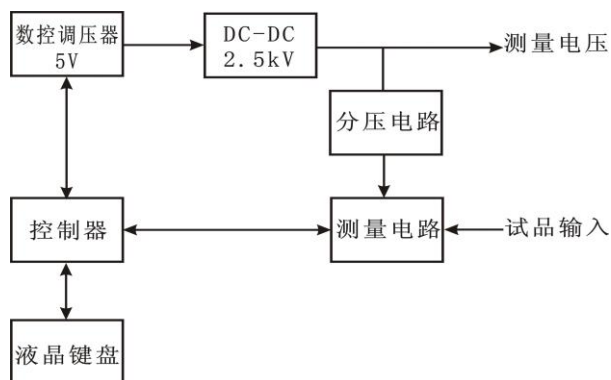 数控调压器
5V
DC-DC
2.5kV
测量电压
分压电路
控制器
测量电路
试品输入
液晶键盘